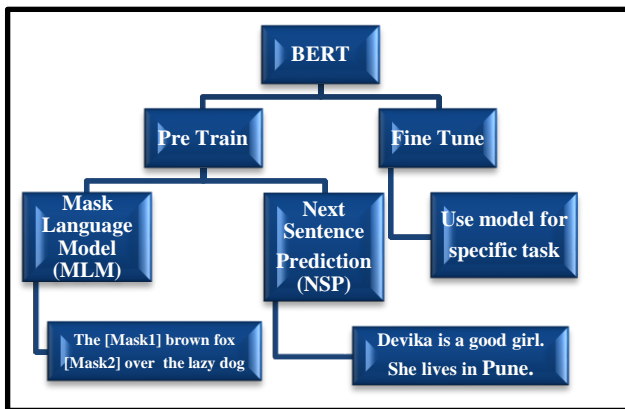 BERT
Pre Train
Fine Tune
Mask
Language
Model
(MLM)
Next
Sentence
Prediction
(NSP)
Use model for
specific task
The [Mask1] brown fox
[Mask2] over the lazy dog
Devika is a good girl.
She lives in Pune.